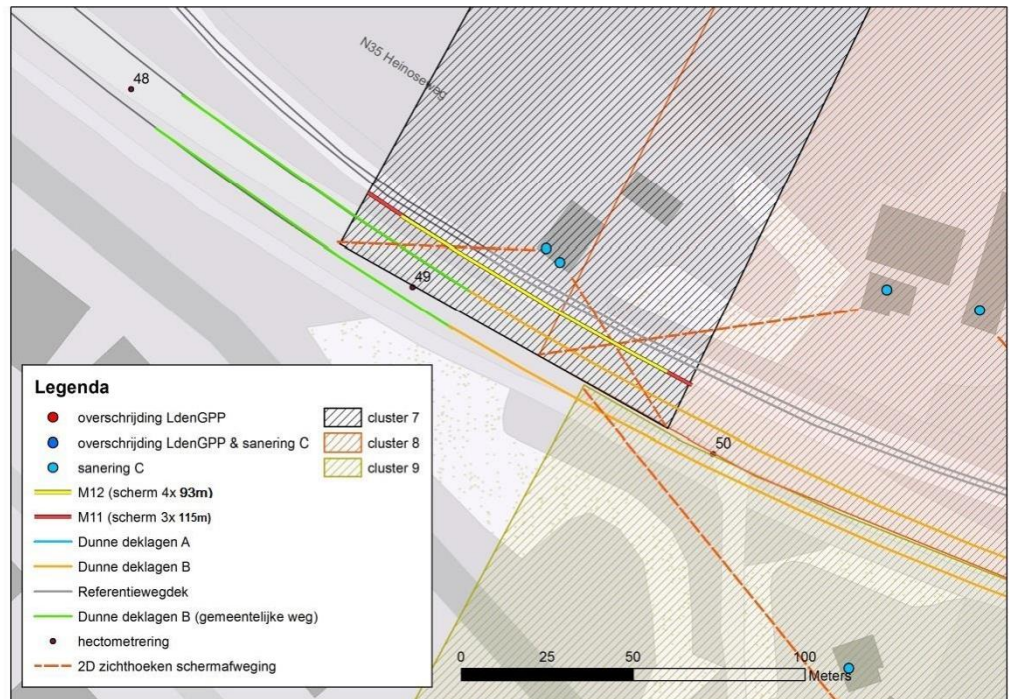 48
N35 Heinoseweg
49
50
Legenda
overschrijding LdenGPP
overschrijding LdenGPP & sanering C
sanering C
M12 (scherm 4x 93m)
M11 (scherm 3x 115m)
Dunne deklagen A
Dunne deklagen B
Referentiewegdek
Dunne deklagen B (gemeentelijke weg)
hectometrering
2D zichthoeken schermafweging
cluster 7
cluster 8
cluster 9
0 25 50 100
Meters